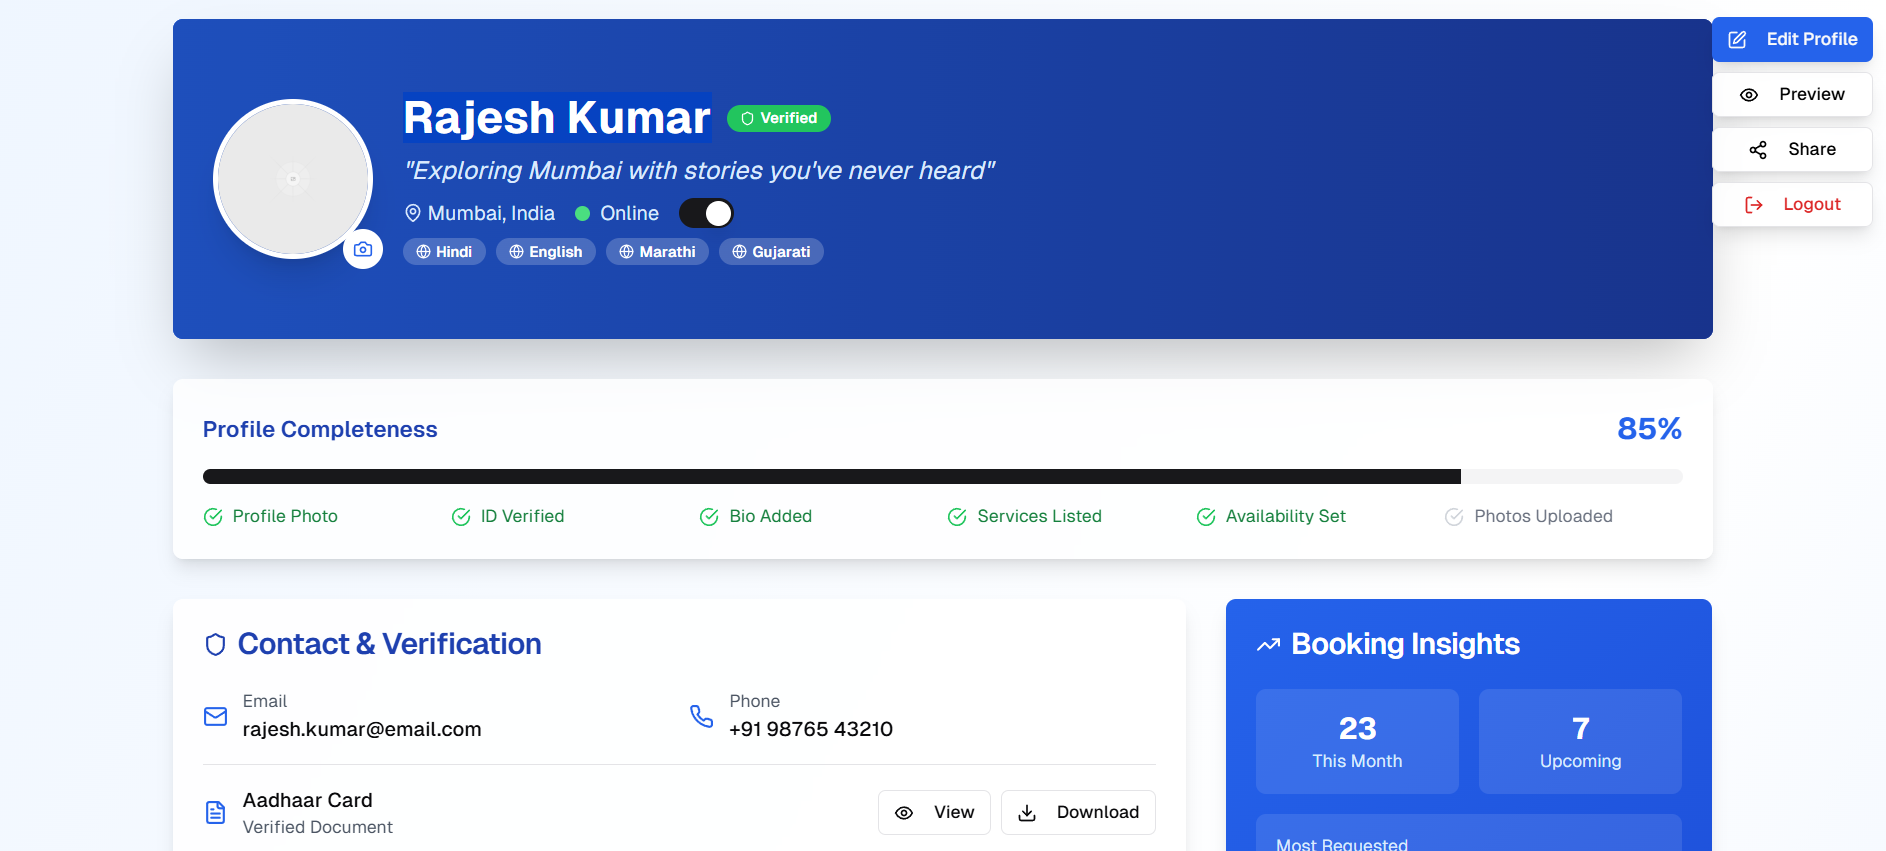 Rajesh Kumar
Verified
"Exploring Mumbai with stories you've never heard"
Mumbai, India
Online
Hindi
English
Marathi
Gujarati
Edit Profile
Preview
Share
Logout
Profile Completeness
85%
Profile Photo
ID Verified
Bio Added
Services Listed
Availability Set
Photos Uploaded
Contact & Verification
Email
rajesh.kumar@email.com
Phone
+91 98765 43210
Aadhaar Card
Verified Document
View
Download
Booking Insights
23
This Month
7
Upcoming
Most Requested